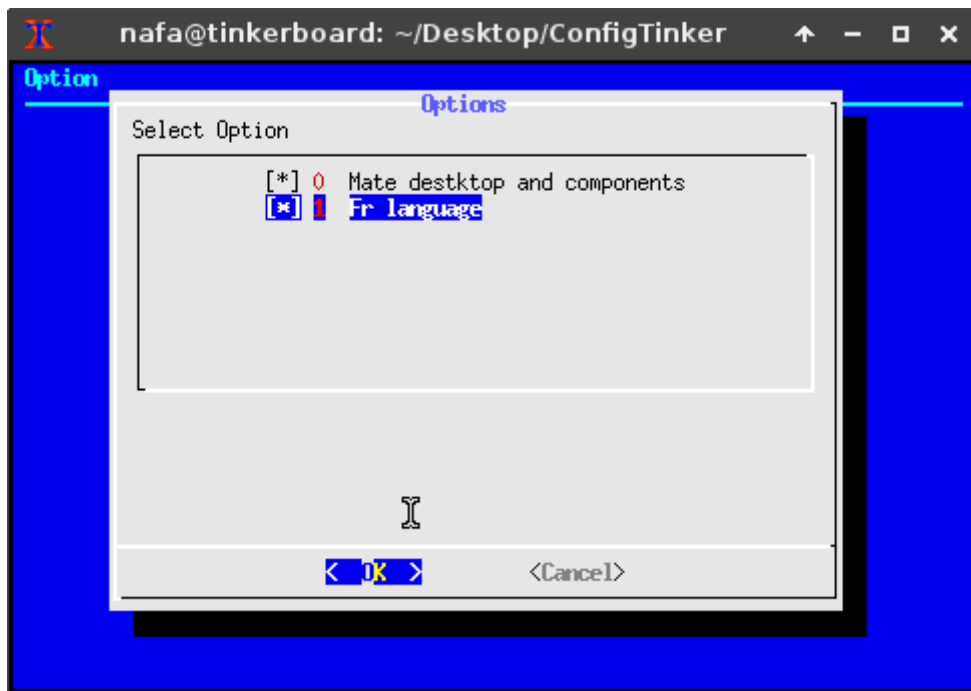 nafa@tinkerboard: ~/Desktop/ConfigTinker
Option
Options
Select Option
[*] 0 Mate destktop and components
[*] 1 Fr language
< OK > <Cancel>